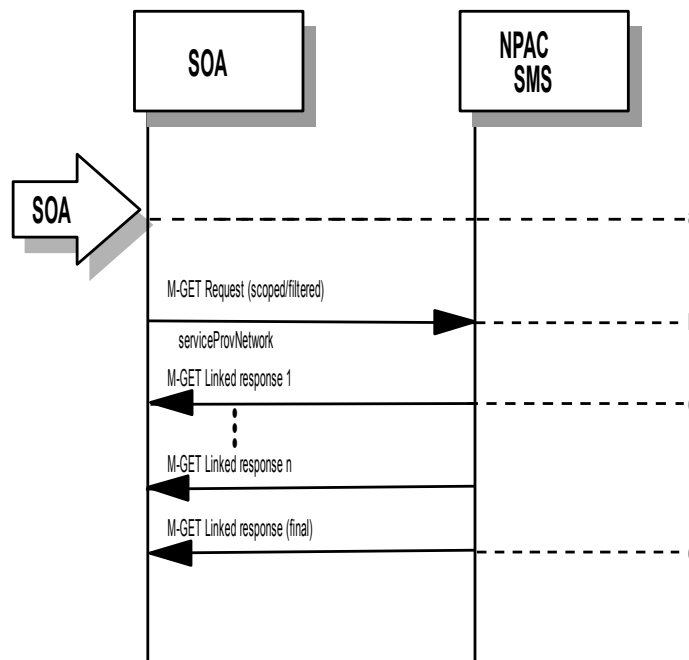 SOA
NPAC
SMS
SOA
M-GET Request (scoped/filtered)
serviceProvNetwork
M-GET Linked response 1
M-GET Linked response n
M-GET Linked response (final)